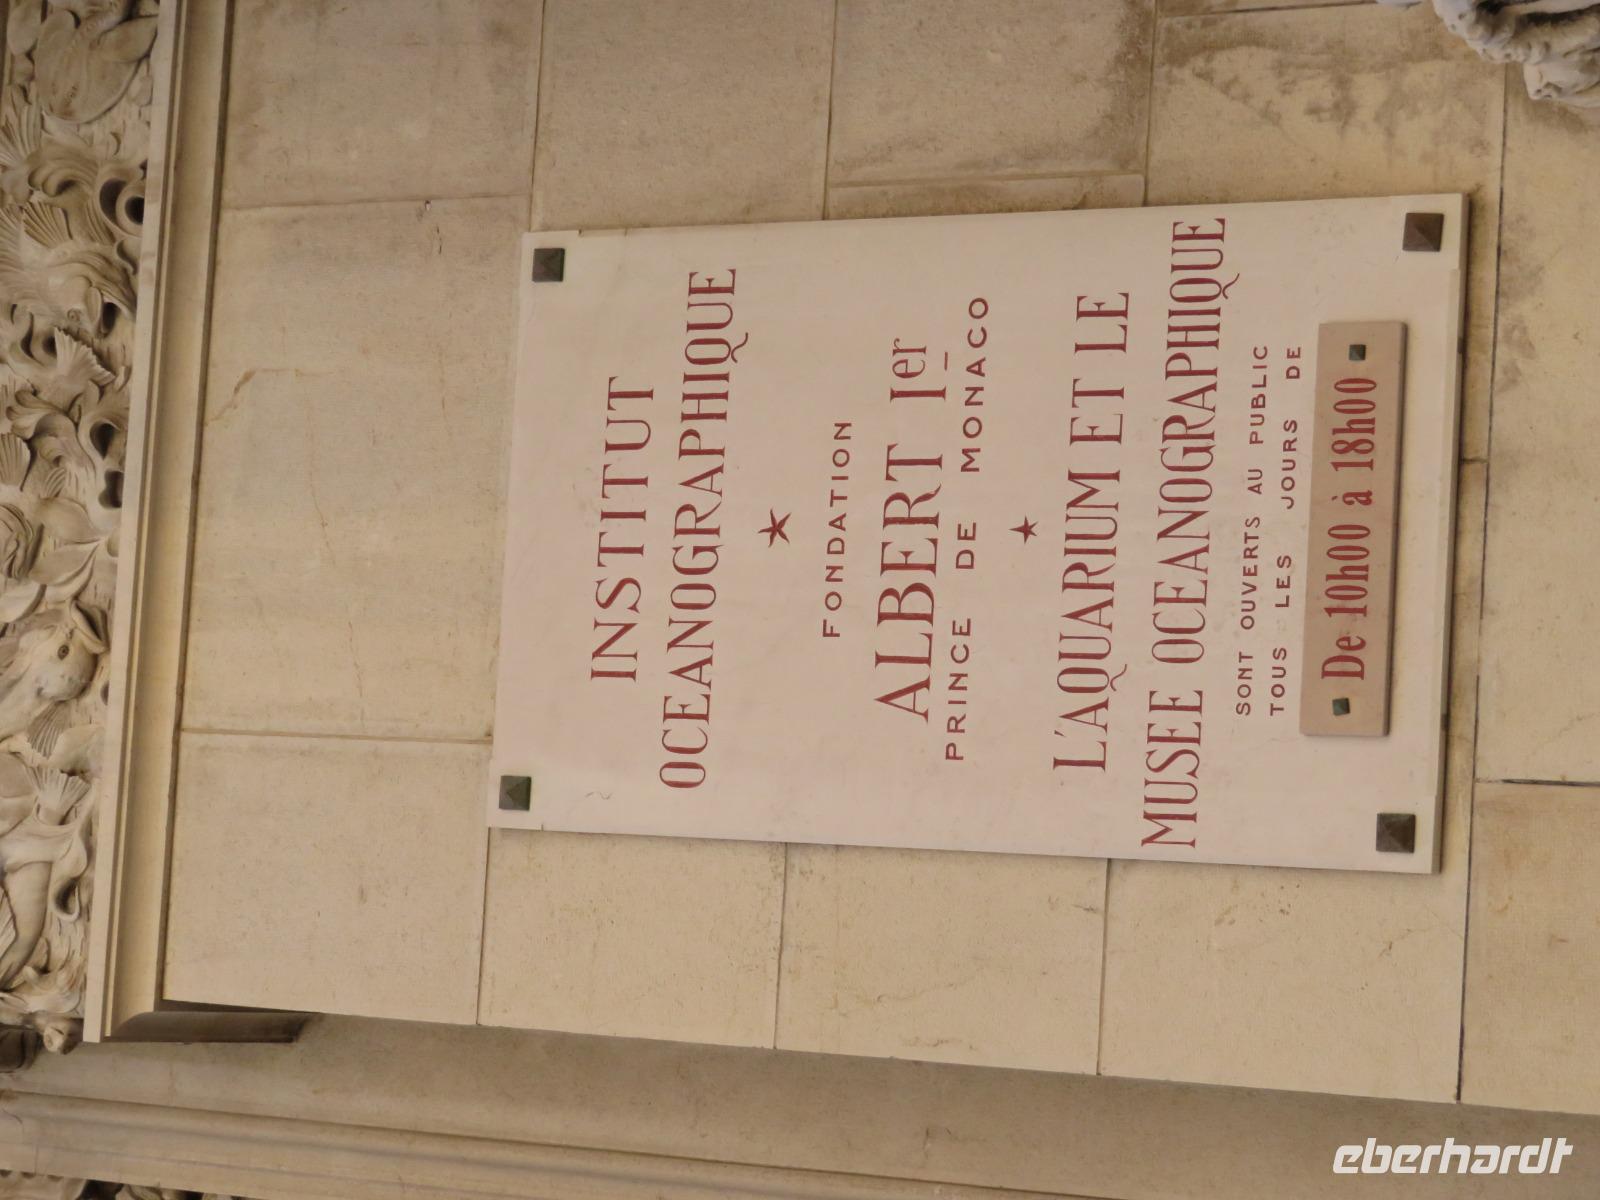 INSTITUT
OCEANOGRAPHIQUE
FONDATION
ALBERT Ier
PRINCE DE MONACO
L'AQUARIUM ET LE
MUSEE OCEANOGRAPHIQUE
SONT OUVERTS AU PUBLIC
TOUS LES JOURS DE
De 10h00 à 18h00
eberhardt